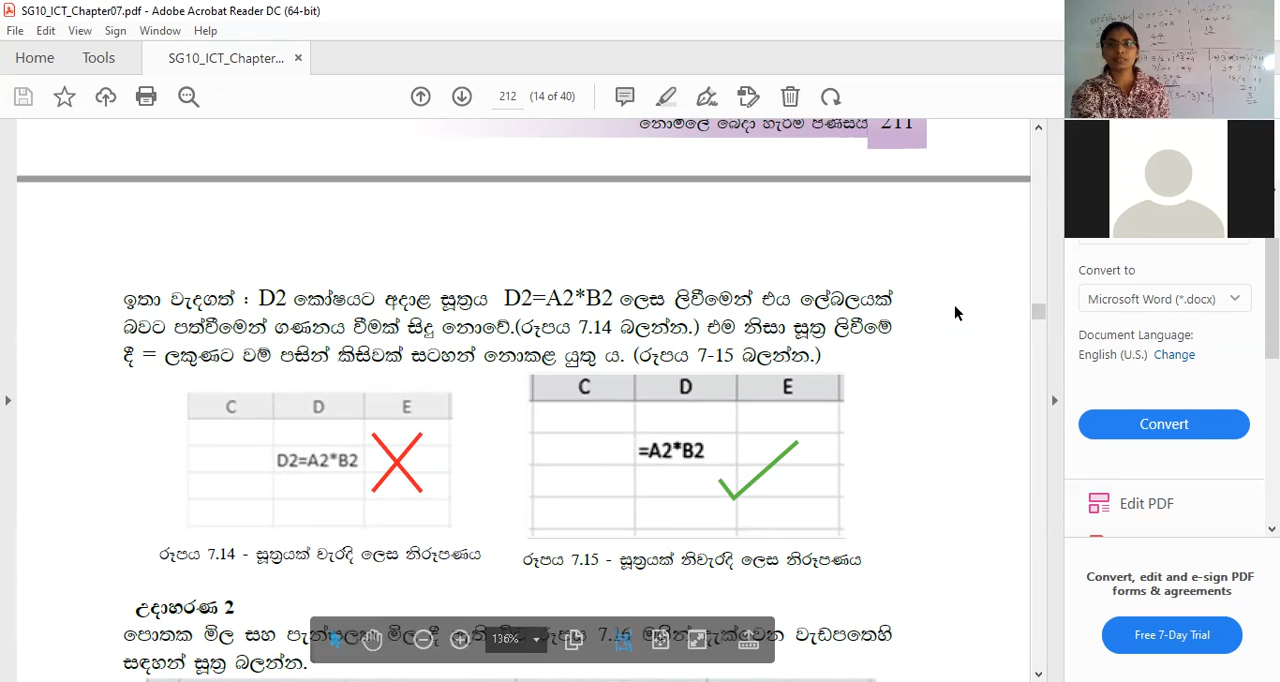 SG10_ICT_Chapter07.pdf - Adobe Acrobat Reader DC (64-bit)
File Edit View Sign Window Help
Home Tools SG10_ICT_Chapter... ×
212 (14 of 40)
නොමිලේ බෙදා හැරීම පිණිසයි 211
ඉතා වැදගත් : D2 කෝෂයට අදාළ සූත්‍රය D2=A2*B2 ලෙස ලිවීමෙන් එය ලේබලයක්
බවට පත්වීමෙන් ගණනය වීමක් සිදු නොවේ.(රූපය 7.14 බලන්න.) එම නිසා සූත්‍ර ලිවීමේ
දී = ලකුණට වම් පසින් කිසිවක් සටහන් නොකළ යුතු ය. (රූපය 7-15 බලන්න.)
C D E
D2=A2*B2
C D E
=A2*B2
රූපය 7.14 - සූත්‍රයක් වැරදි ලෙස නිරූපණය
රූපය 7.15 - සූත්‍රයක් නිවැරදි ලෙස නිරූපණය
උදාහරණ 2
පොතක මිල සහ පැන්සලක මිල දී 7.16 මගින් දැක්වෙන වැඩපතෙහි
සඳහන් සූත්‍ර බලන්න.
136%
Convert to
Microsoft Word (*.docx)
Document Language:
English (U.S.) Change
Convert
Edit PDF
Convert, edit and e-sign PDF
forms & agreements
Free 7-Day Trial